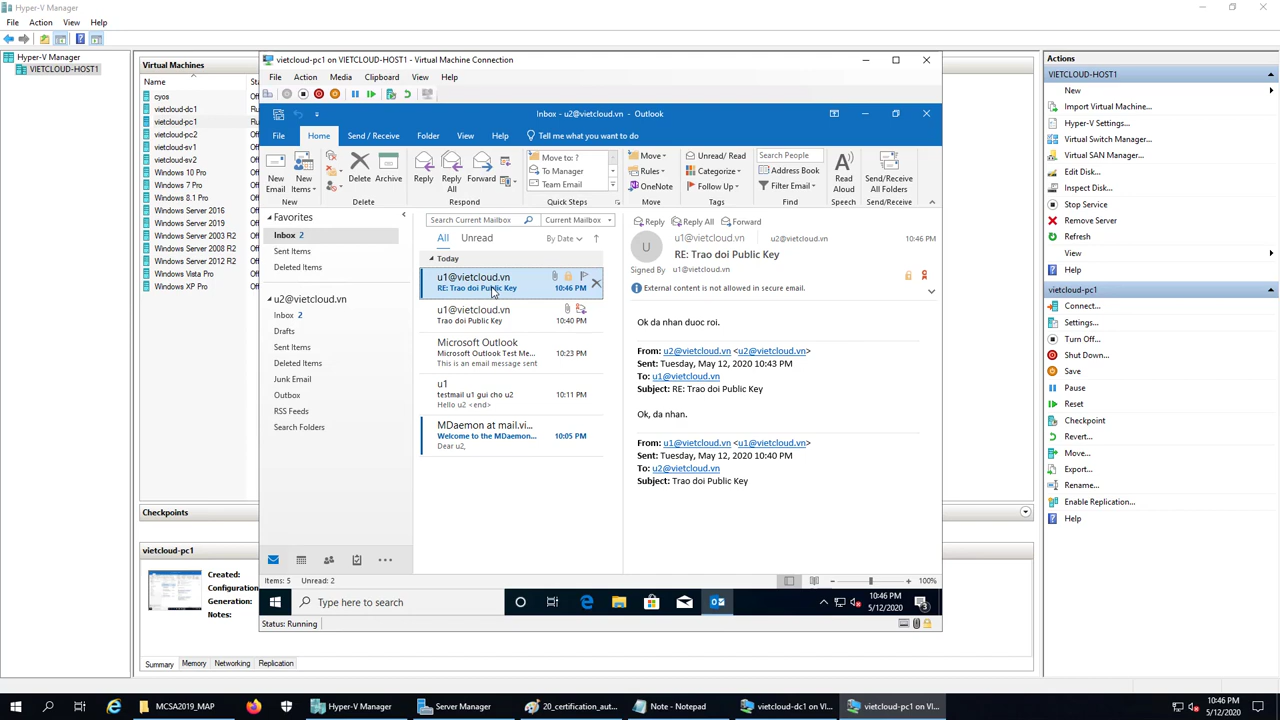 Hyper-V Manager
File Action View Help
Hyper-V Manager
VIETCLOUD-HOST1
Virtual Machines
Name
cyos
vietcloud-dc1
vietcloud-pc1
vietcloud-pc2
vietcloud-sv1
vietcloud-sv2
Windows 10 Pro
Windows 7 Pro
Windows 8.1 Pro
Windows Server 2016
Windows Server 2019
Windows Server 2003 R2
Windows Server 2008 R2
Windows Server 2012 R2
Windows Vista Pro
Windows XP Pro
Checkpoints
vietcloud-pc1
Created:
Configuration
Generation:
Notes:
Summary Memory Networking Replication
vietcloud-pc1 on VIETCLOUD-HOST1 - Virtual Machine Connection
File Action Media Clipboard View Help
Inbox - u2@vietcloud.vn - Outlook
File Home Send / Receive Folder View Help Tell me what you want to do
New Email
New Items
New
Delete
Archive
Delete
Reply
Reply All
Forward
Respond
Move to: ?
To Manager
Team Email
Quick Steps
Move
Rules
OneNote
Move
Unread/ Read
Categorize
Follow Up
Tags
Search People
Address Book
Filter Email
Find
Read Aloud
Speech
Send/Receive All Folders
Send/Receive
Favorites
Inbox 2
Sent Items
Deleted Items
u2@vietcloud.vn
Inbox 2
Drafts
Sent Items
Deleted Items
Junk Email
Outbox
RSS Feeds
Search Folders
Search Current Mailbox Current Mailbox
All Unread By Date
Today
u1@vietcloud.vn
RE: Trao doi Public Key 10:46 PM
u1@vietcloud.vn
Trao doi Public Key 10:40 PM
Microsoft Outlook
Microsoft Outlook Test Me... 10:23 PM
This is an email message sent
u1
testmail u1 gui cho u2 10:11 PM
Hello u2 <end>
MDaemon at mail.vi...
Welcome to the MDaemon... 10:05 PM
Dear u2,
Reply Reply All Forward
U
u1@vietcloud.vn u2@vietcloud.vn 10:46 PM
RE: Trao doi Public Key
Signed By u1@vietcloud.vn
External content is not allowed in secure email.
Ok da nhan duoc roi.
From: u2@vietcloud.vn <u2@vietcloud.vn>
Sent: Tuesday, May 12, 2020 10:43 PM
To: u1@vietcloud.vn
Subject: RE: Trao doi Public Key
Ok, da nhan.
From: u1@vietcloud.vn <u1@vietcloud.vn>
Sent: Tuesday, May 12, 2020 10:40 PM
To: u2@vietcloud.vn
Subject: Trao doi Public Key
Items: 5 Unread: 2
100%
Type here to search
10:46 PM
5/12/2020
3
Status: Running
Actions
VIETCLOUD-HOST1
New
Import Virtual Machine...
Hyper-V Settings...
Virtual Switch Manager...
Virtual SAN Manager...
Edit Disk...
Inspect Disk...
Stop Service
Remove Server
Refresh
View
Help
vietcloud-pc1
Connect...
Settings...
Turn Off...
Shut Down...
Save
Pause
Reset
Checkpoint
Revert...
Move...
Export...
Rename...
Enable Replication...
Help
MCSA2019_MAP
Hyper-V Manager
Server Manager
20_certification_aut...
Note - Notepad
vietcloud-dc1 on VI...
vietcloud-pc1 on VI...
10:46 PM
5/12/2020